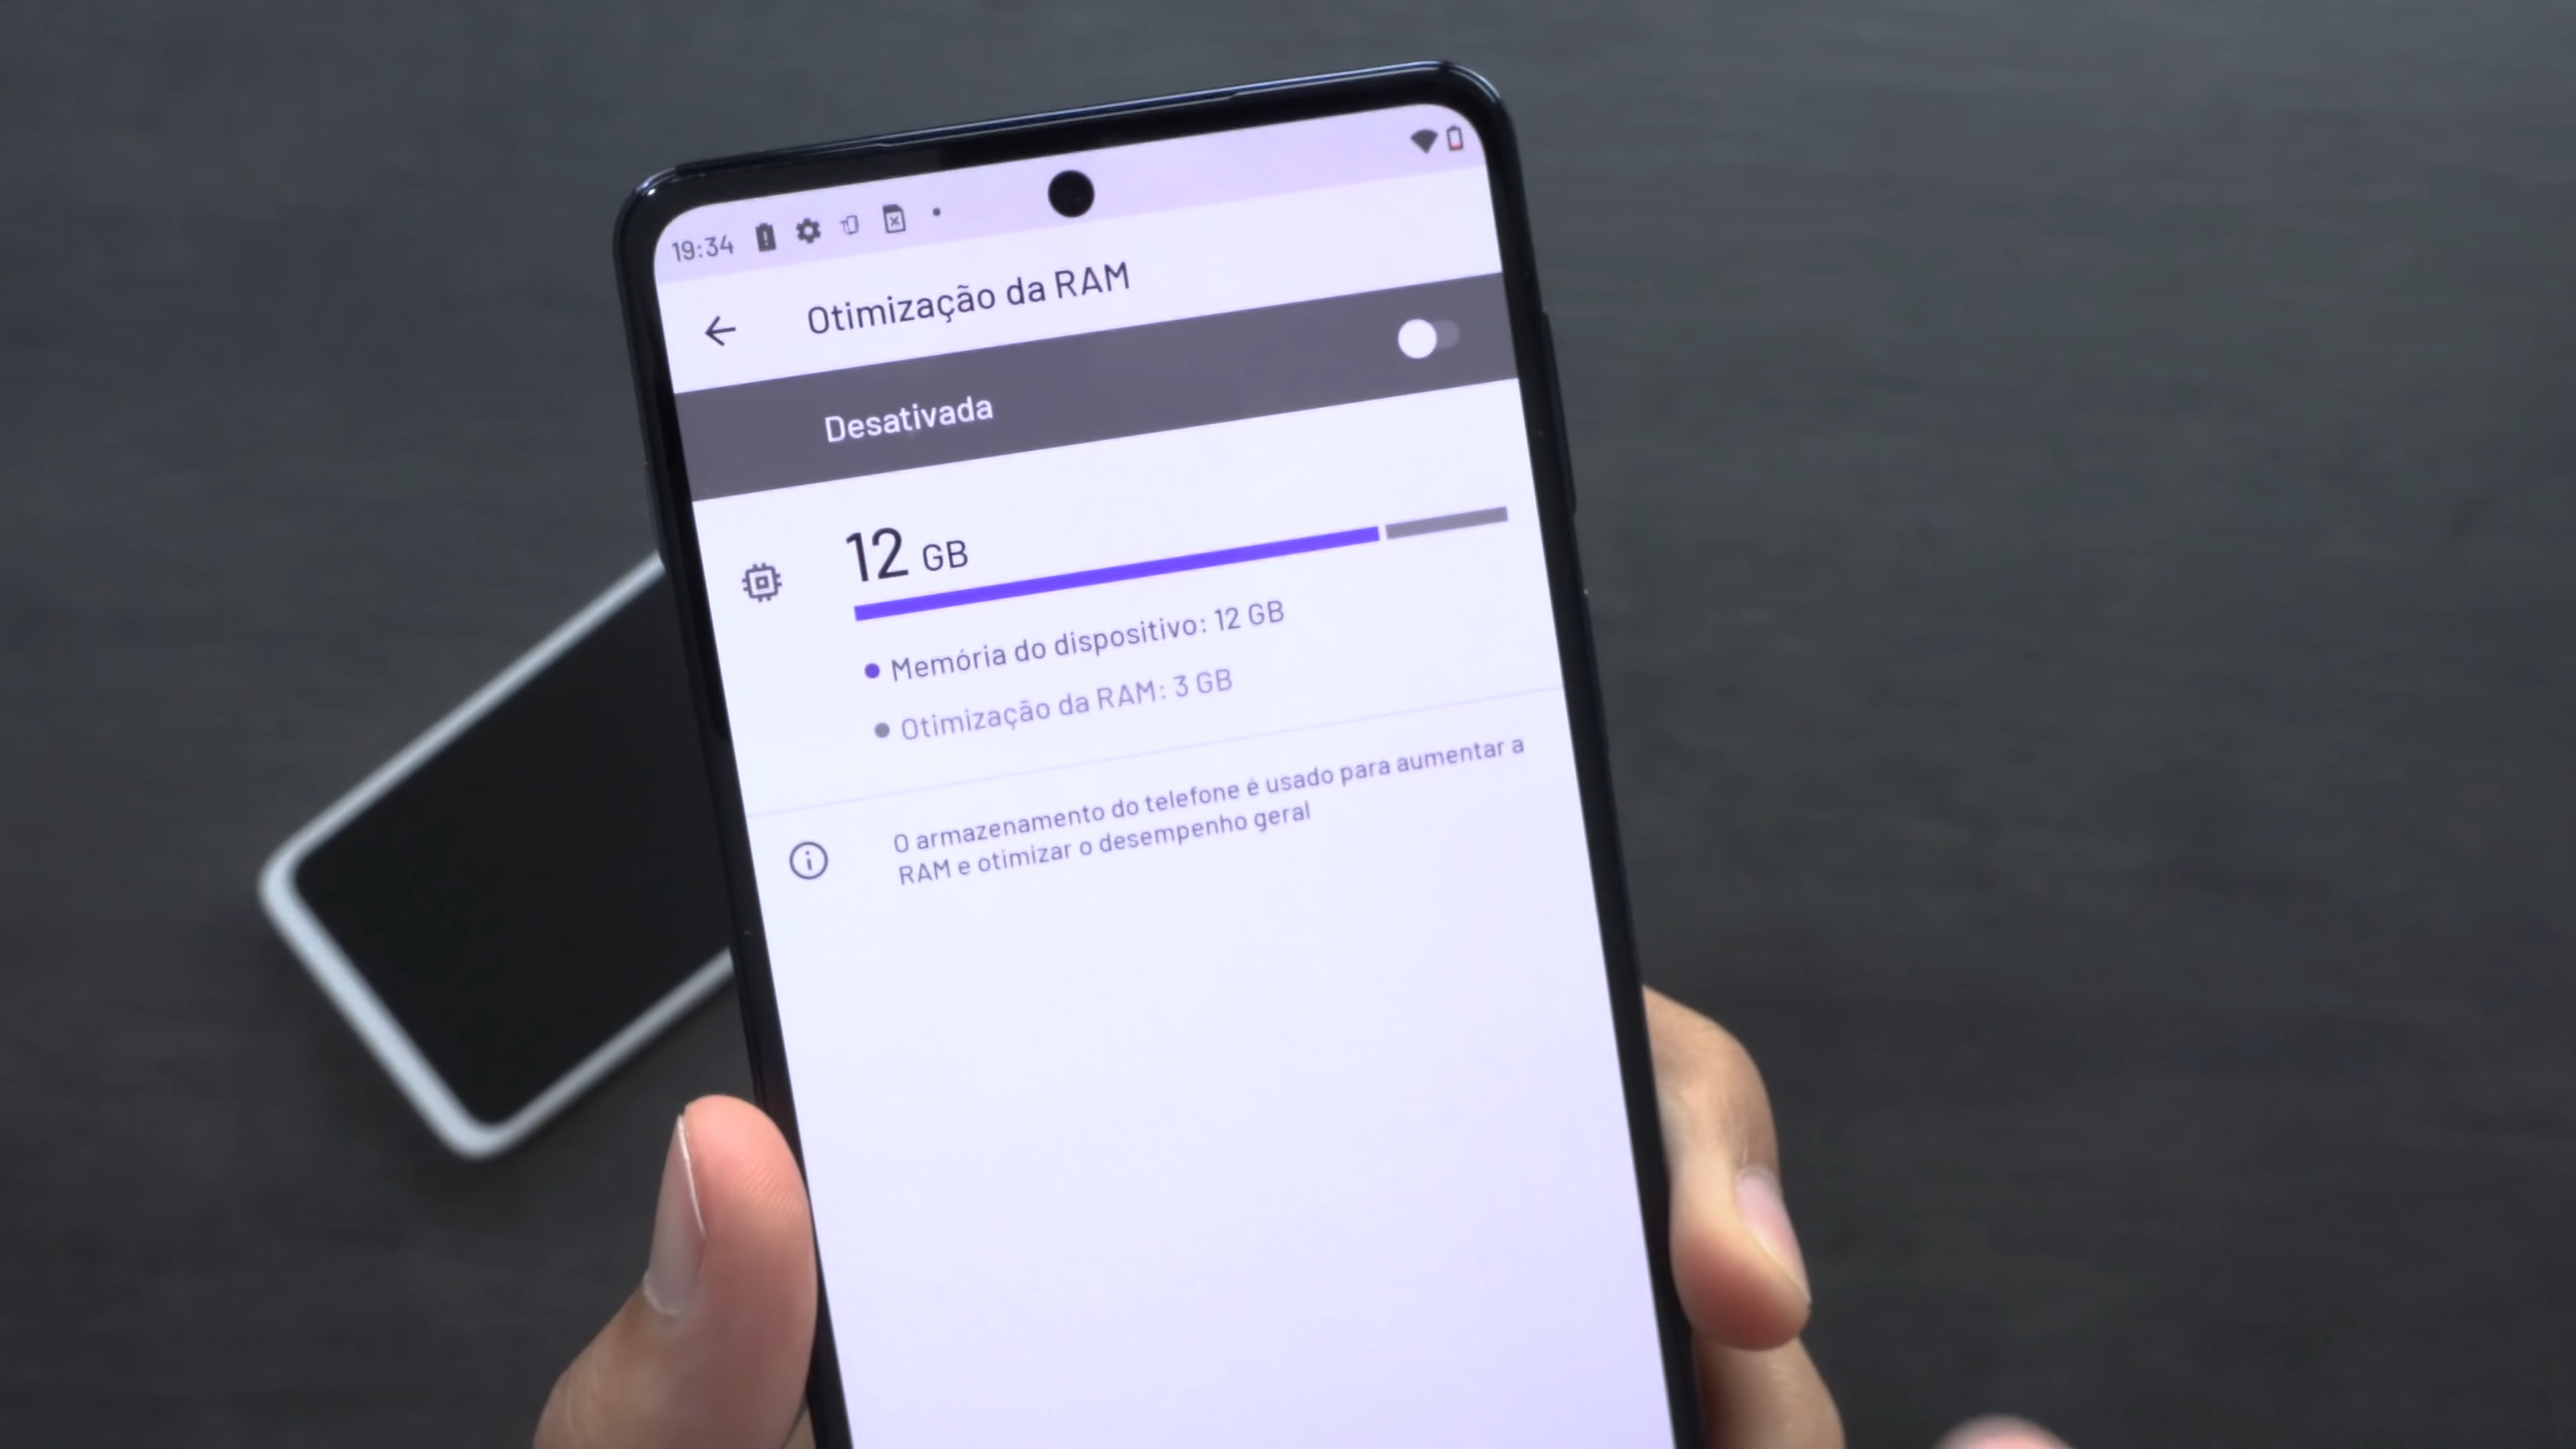 19:34
Otimização da RAM
Desativada
12 GB
Memória do dispositivo: 12 GB
Otimização da RAM: 3 GB
O armazenamento do telefone é usado para aumentar a
RAM e otimizar o desempenho geral